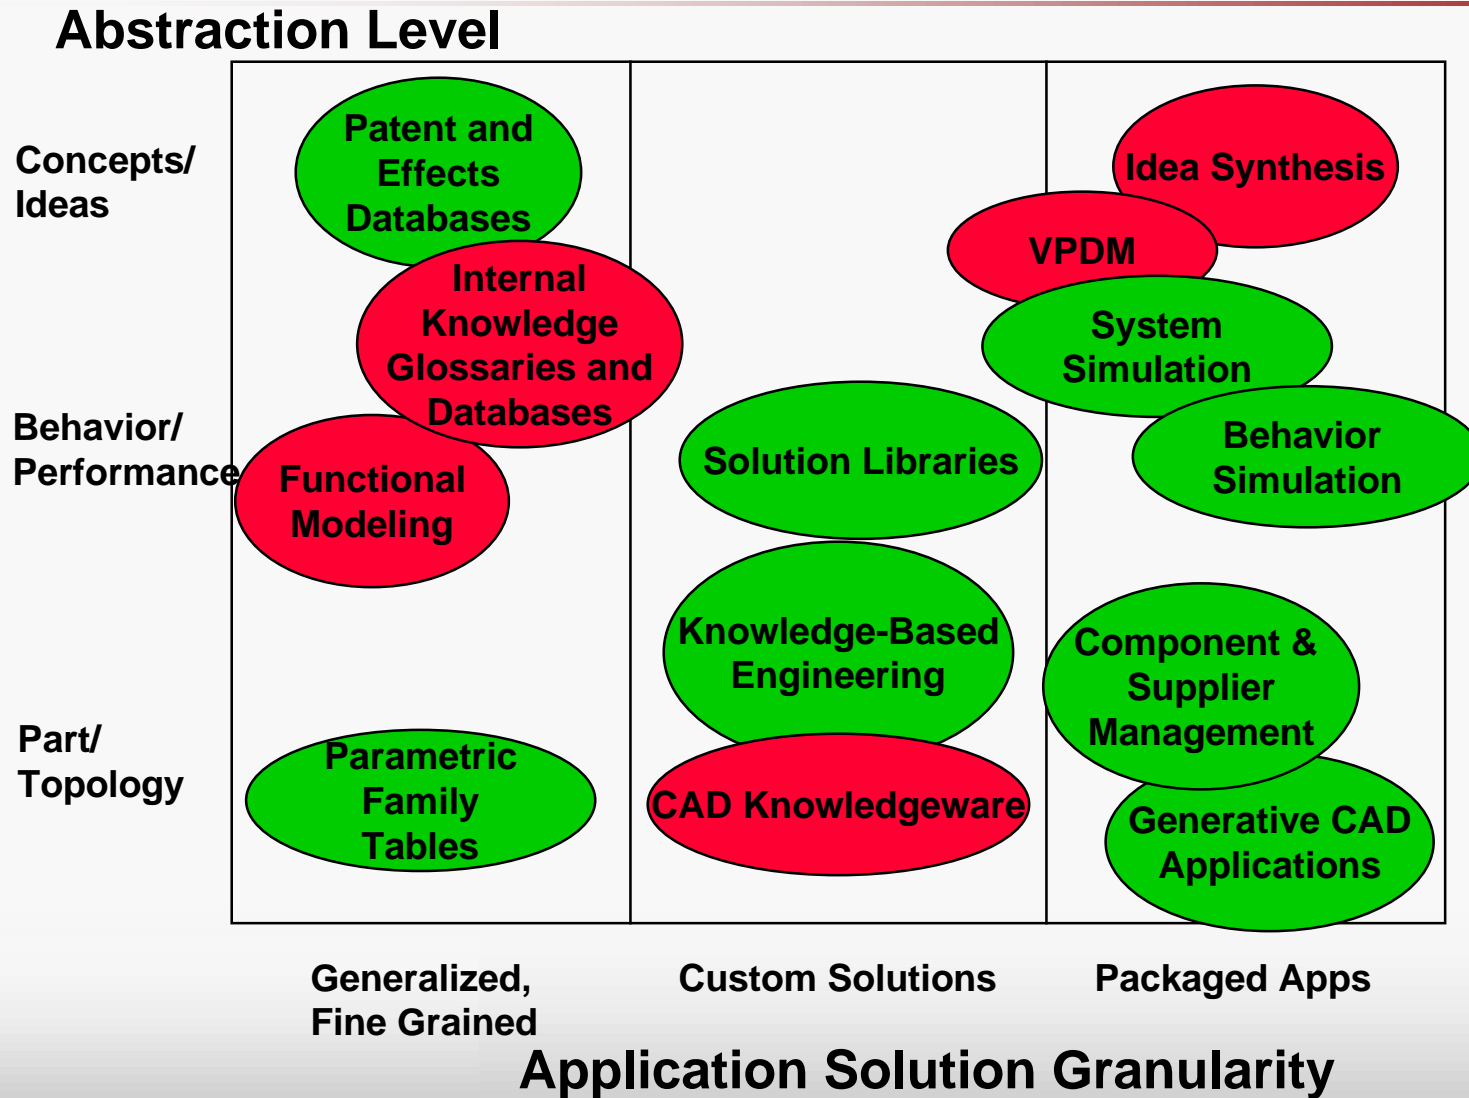 Abstraction Level
Concepts/
Ideas
Patent and
Effects
Databases
Idea Synthesis
VPDM
Internal
Knowledge
Glossaries and
Databases
System
Simulation
Behavior/
Performance
Functional
Modeling
Solution Libraries
Behavior
Simulation
Knowledge-Based
Engineering
Component &
Supplier
Management
Part/
Topology
Parametric
Family
Tables
CAD Knowledgeware
Generative CAD
Applications
Generalized,
Fine Grained
Custom Solutions
Packaged Apps
Application Solution Granularity